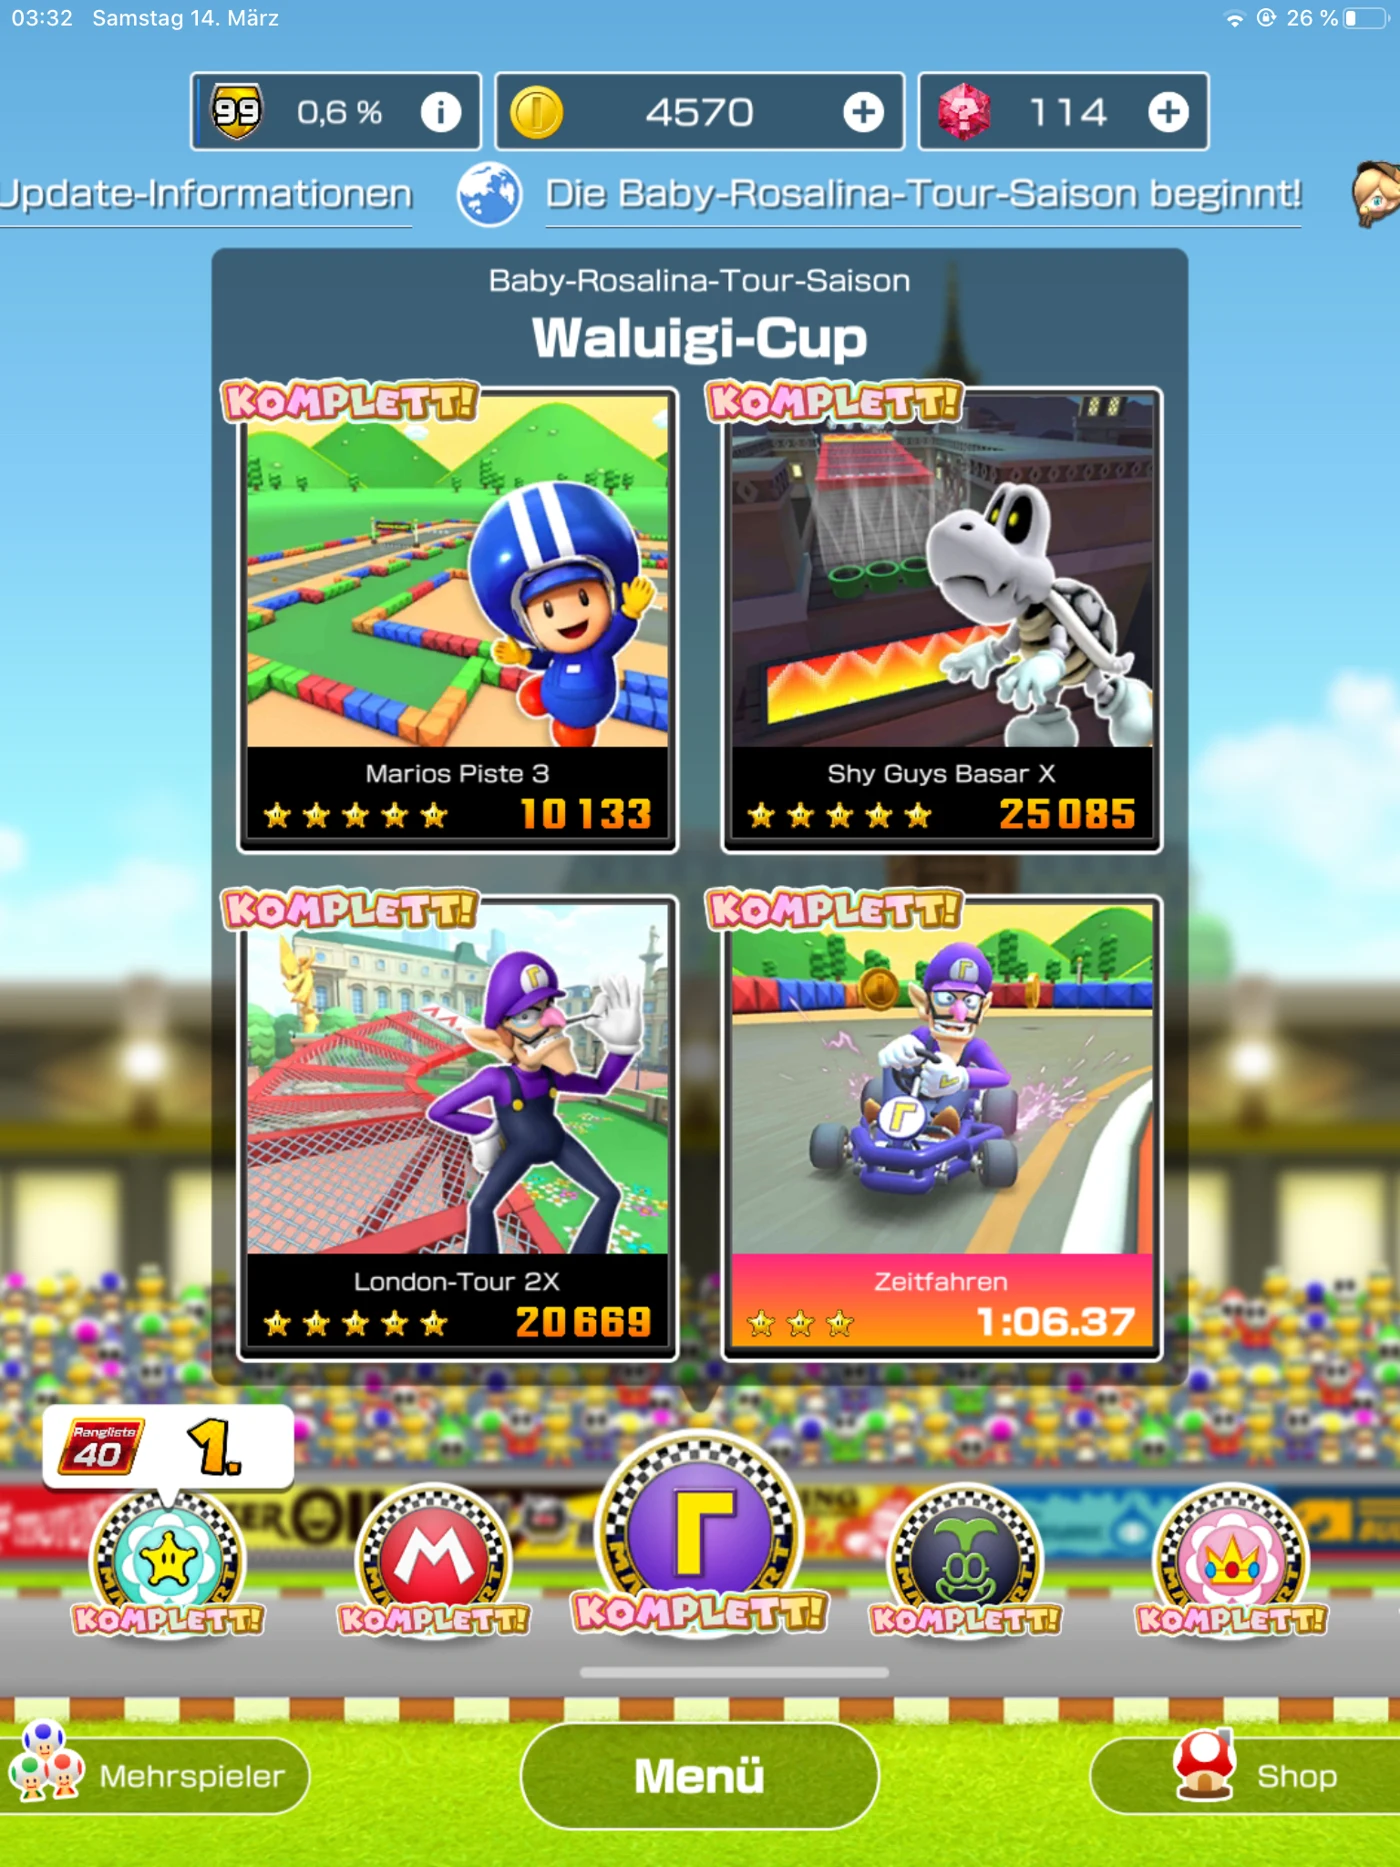 03:32 Samstag 14. März 26 %
99 0,6 % i 4570 + ? 114 +
Update-Informationen Die Baby-Rosalina-Tour-Saison beginnt!
Baby-Rosalina-Tour-Saison
Waluigi-Cup
KOMPLETT! KOMPLETT!
Marios Piste 3 Shy Guys Basar X
10 133 25 085
KOMPLETT! KOMPLETT!
London-Tour 2X Zeitfahren
20 669 1:06.37
Rangliste
40 1.
M
KOMPLETT! KOMPLETT! KOMPLETT! KOMPLETT! KOMPLETT!
Mehrspieler Menü Shop